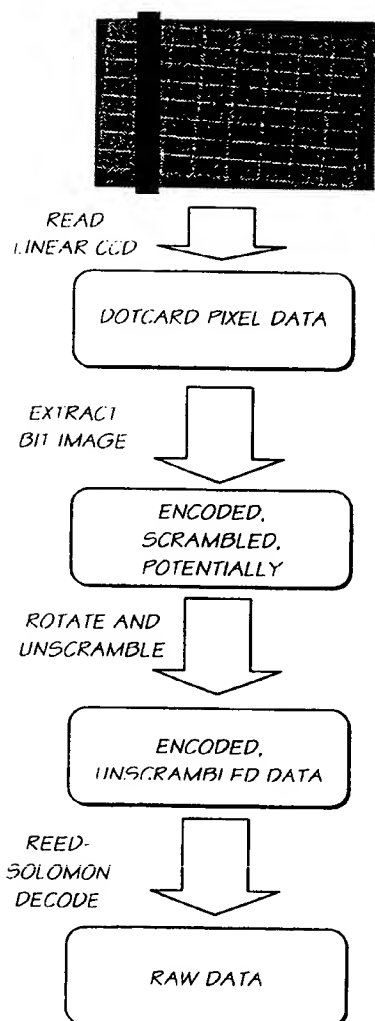 READ
LINEAR CCD
DOTCARD PIXEL DATA
EXTRACT
BIT IMAGE
ENCODED,
SCRAMBLED,
POTENTIALLY
ROTATE AND
UNSCRAMBLE
ENCODED,
UNSCRAMBLED DATA
REED-
SOLOMON
DECODE
RAW DATA